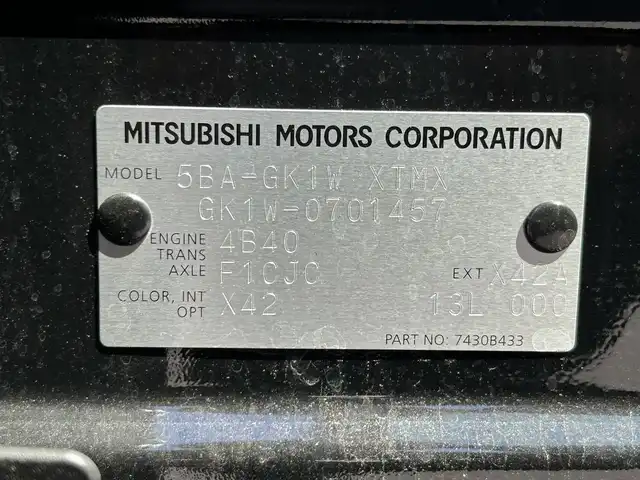 MITSUBISHI MOTORS CORPORATION
MODEL 5BA-GK1W XTMX
GK1W-0701457
ENGINE 4B40
TRANS
AXLE F1CJC EXT X42A
COLOR, INT X42 13L 000
OPT
PART NO: 7430B433